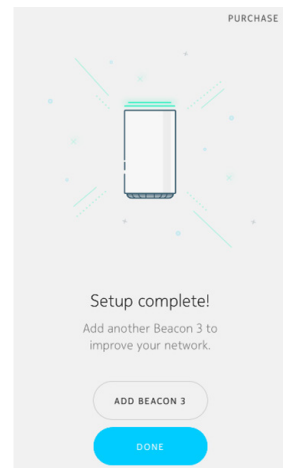 PURCHASE
Setup complete!
Add another Beacon 3 to
improve your network.
ADD BEACON 3
DONE